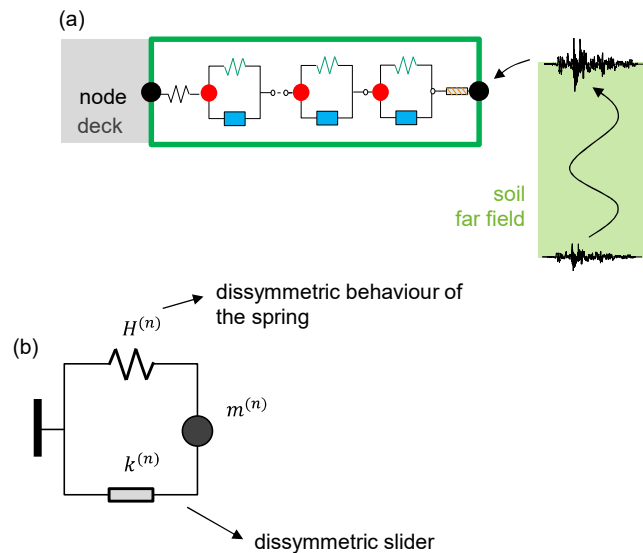 (a)
node
deck
soil
far field
dissymmetric behaviour of
the spring
H^(n)
(b)
m^(n)
k^(n)
dissymmetric slider